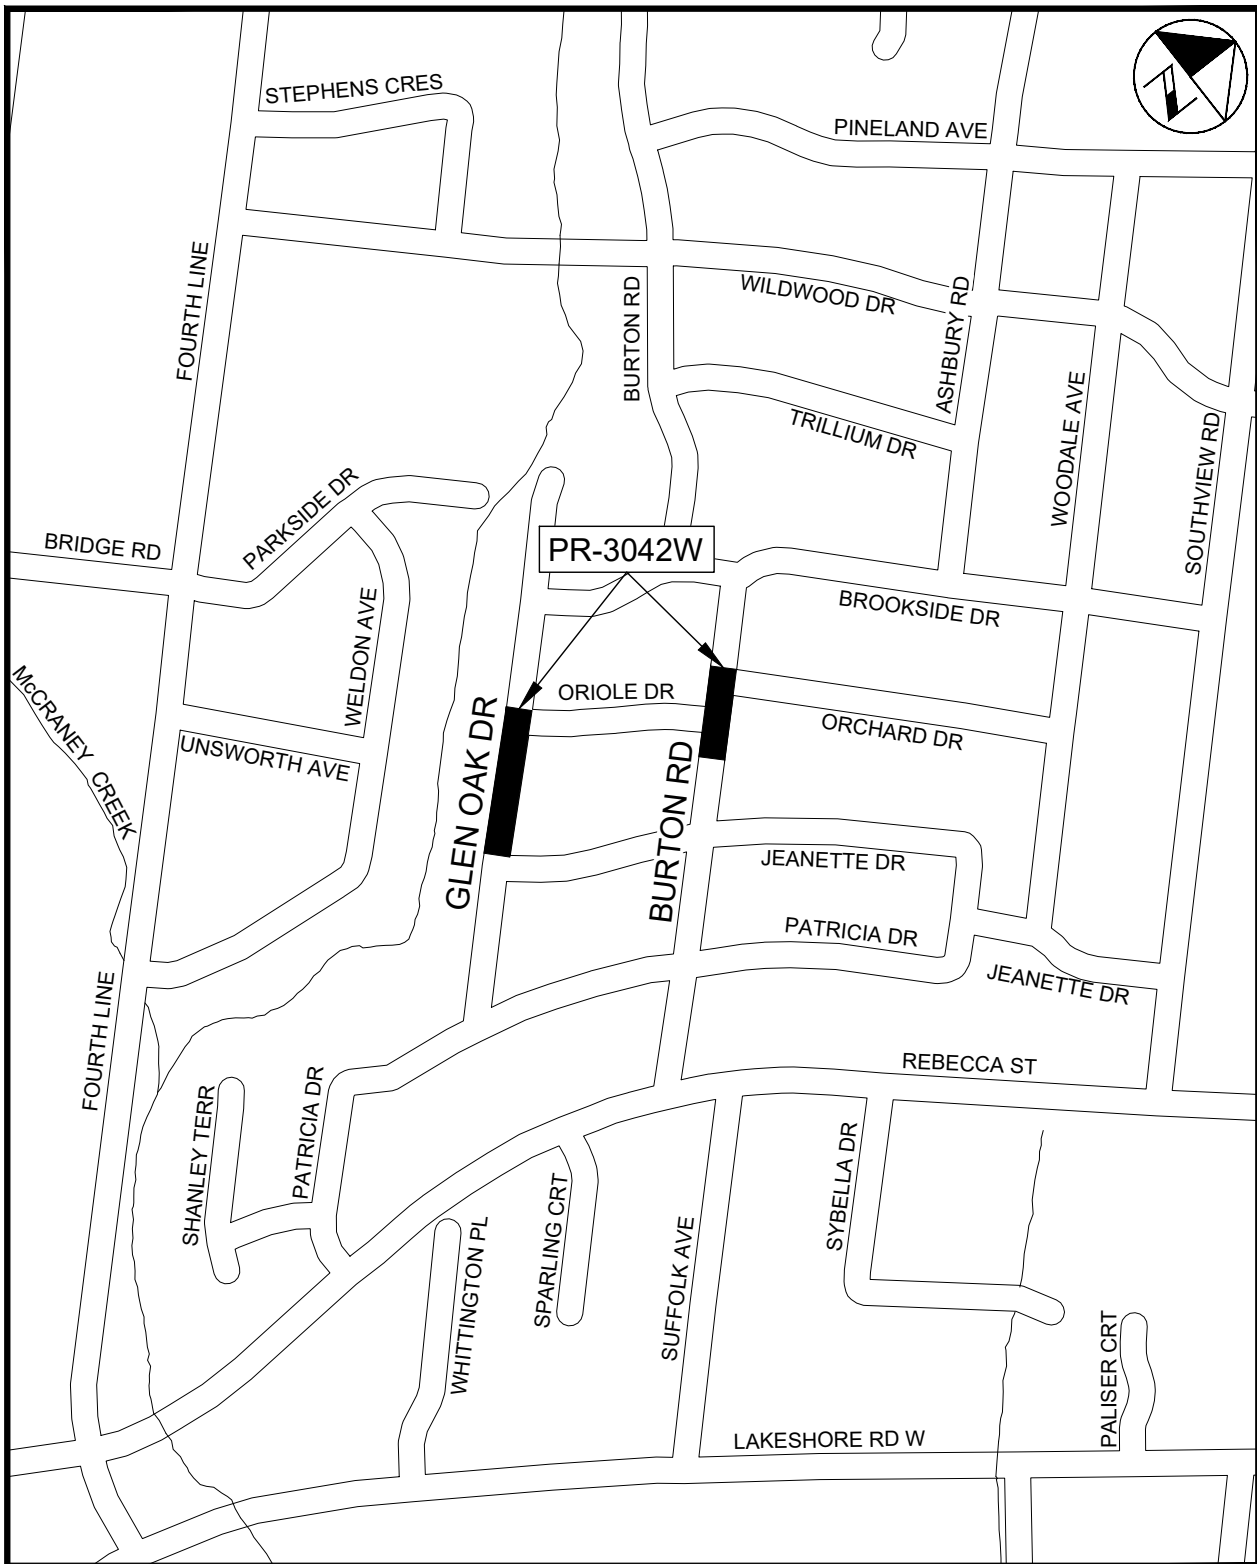 STEPHENS CRES
PINELAND AVE
N
FOURTH LINE
BURTON RD
WILDWOOD DR
ASHBURY RD
TRILLIUM DR
WOODALE AVE
SOUTHVIEW RD
PARKSIDE DR
BRIDGE RD
PR-3042W
WELDON AVE
BROOKSIDE DR
McCRANEY CREEK
ORIOLE DR
ORCHARD DR
GLEN OAK DR
UNSWORTH AVE
BURTON RD
JEANETTE DR
PATRICIA DR
JEANETTE DR
FOURTH LINE
REBECCA ST
SHANLEY TERR
PATRICIA DR
SYBELLA DR
SPARLING CRT
WHITTINGTON PL
SUFFOLK AVE
PALISER CRT
LAKESHORE RD W